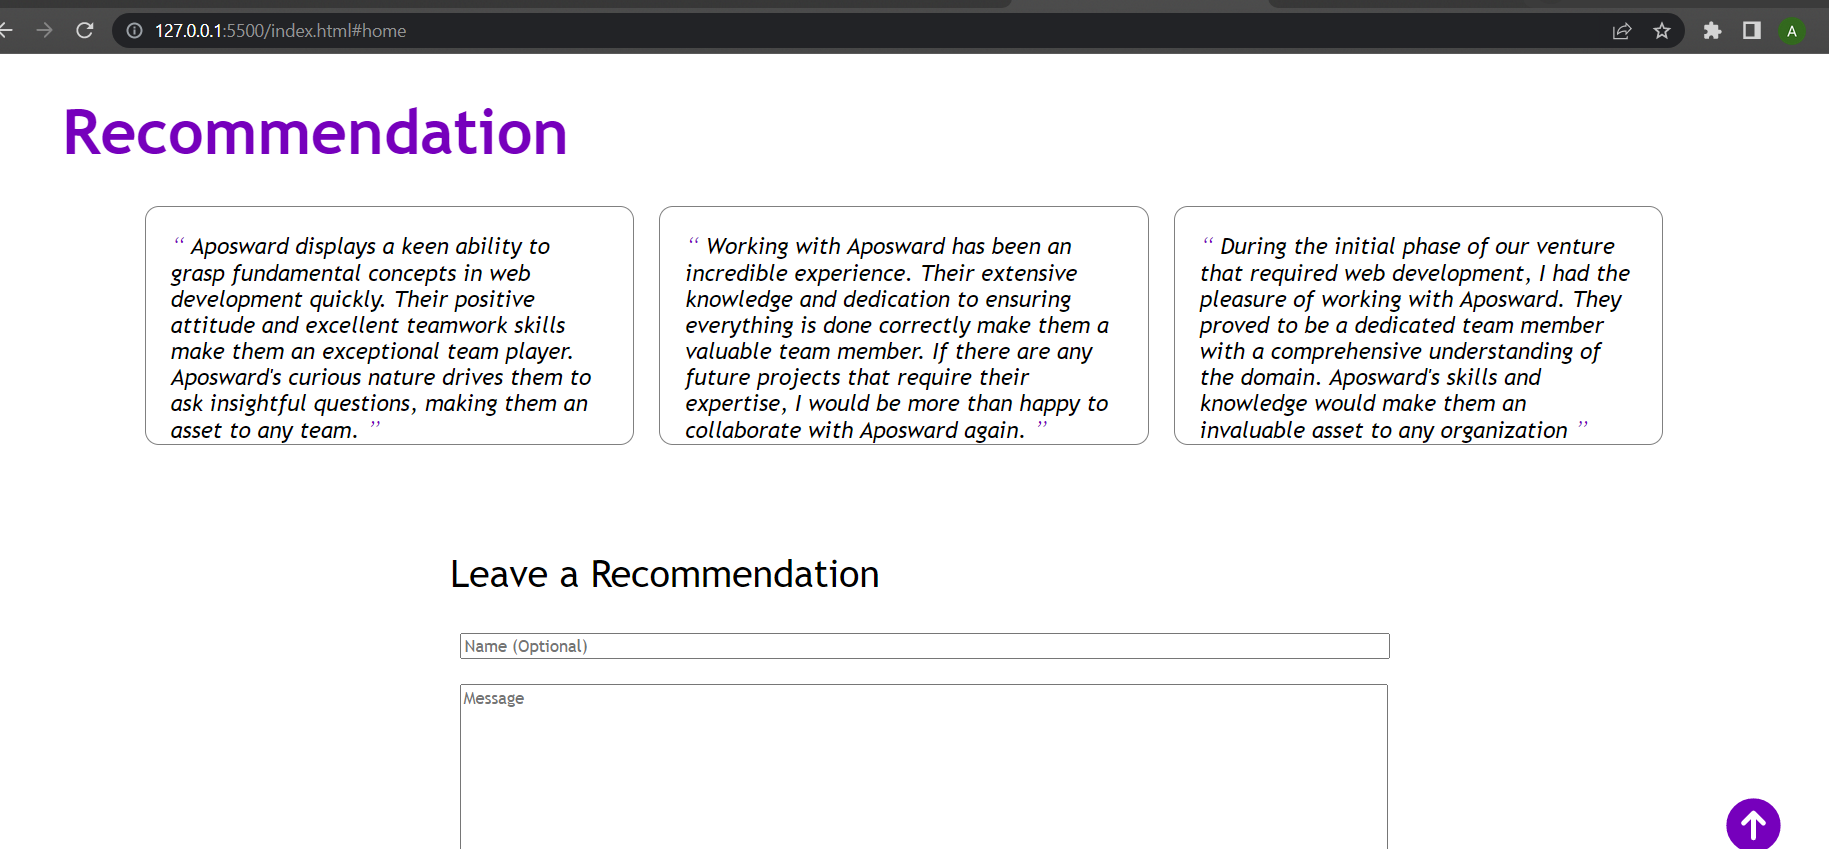 127.0.0.1:5500/index.html#home
A
Recommendation
“ Aposward displays a keen ability to
grasp fundamental concepts in web
development quickly. Their positive
attitude and excellent teamwork skills
make them an exceptional team player.
Aposward's curious nature drives them to
ask insightful questions, making them an
asset to any team. ”
“ Working with Aposward has been an
incredible experience. Their extensive
knowledge and dedication to ensuring
everything is done correctly make them a
valuable team member. If there are any
future projects that require their
expertise, I would be more than happy to
collaborate with Aposward again. ”
“ During the initial phase of our venture
that required web development, I had the
pleasure of working with Aposward. They
proved to be a dedicated team member
with a comprehensive understanding of
the domain. Aposward's skills and
knowledge would make them an
invaluable asset to any organization ”
Leave a Recommendation
Name (Optional)
Message